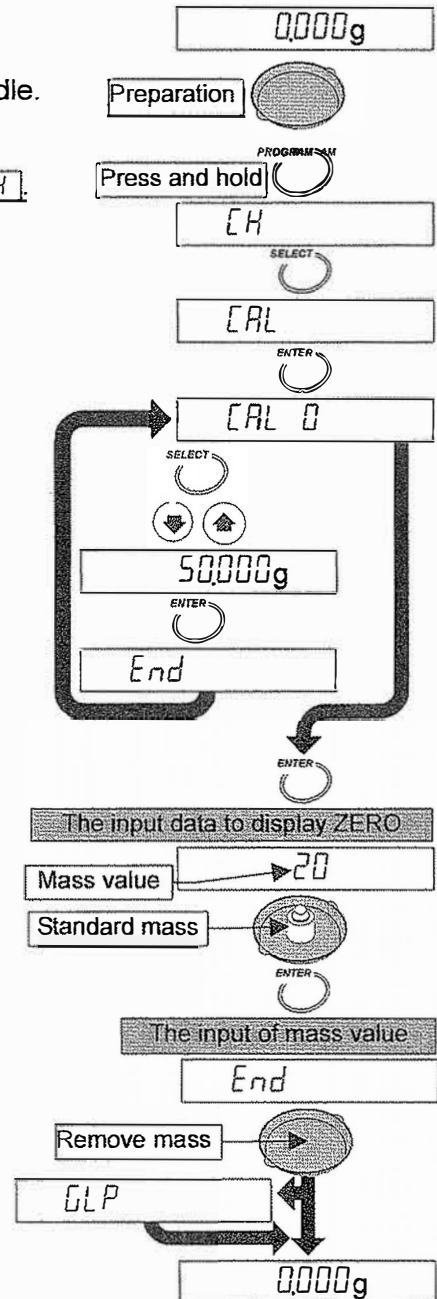 0.000g
dle.
Preparation
PROGRAM
Press and hold
CH
SELECT
CAL
ENTER
CAL 0
SELECT
50.000g
ENTER
End
ENTER
The input data to display ZERO
20
Mass value
Standard mass
ENTER
The input of mass value
End
Remove mass
GLP
0.000g